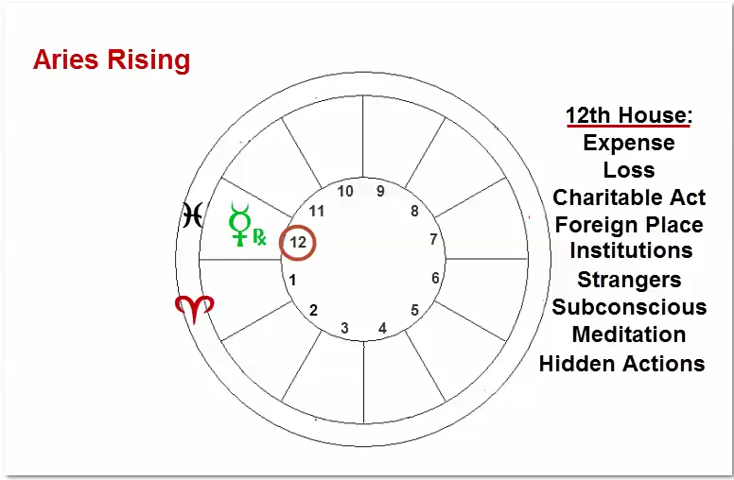 Aries Rising
12th House:
Expense
Loss
Charitable Act
Foreign Place
Institutions
Strangers
Subconscious
Meditation
Hidden Actions
♓
☿ ℞
♈
10 9
11 8
12 7
1 6
2 5
3 4